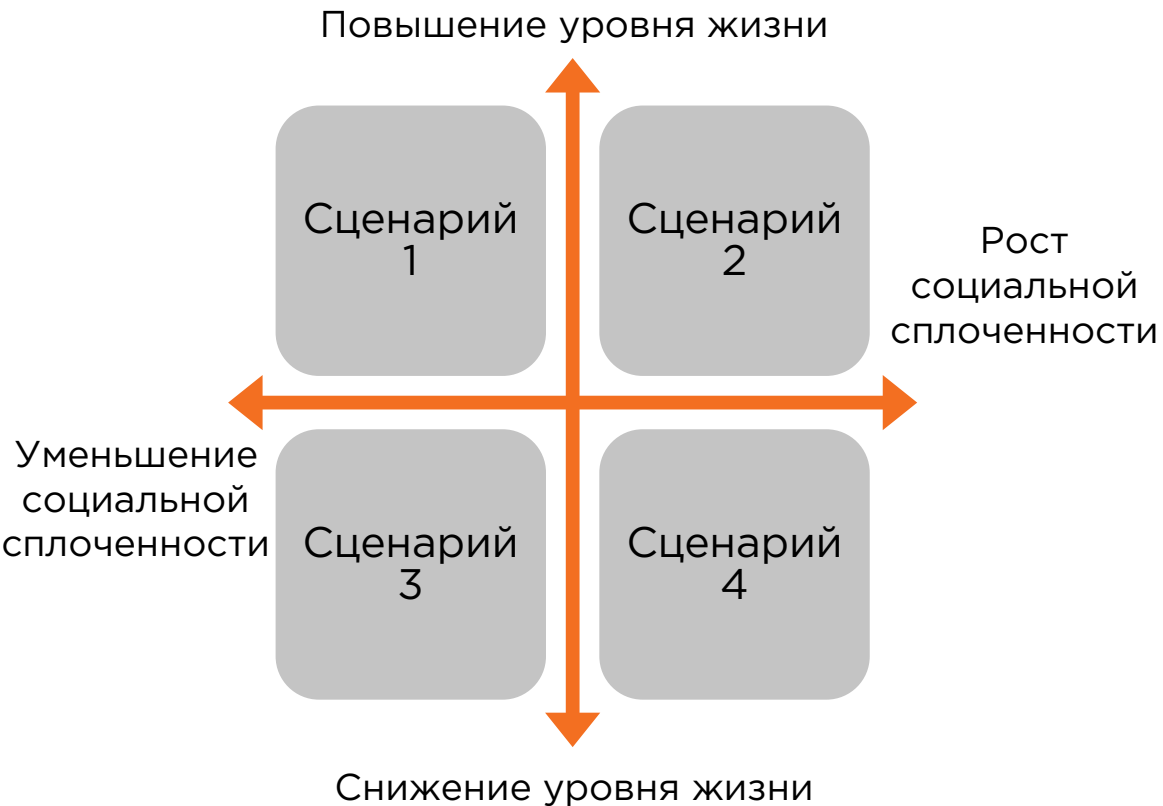 Повышение уровня жизни
Сценарий
1
Сценарий
2
Рост
социальной
сплоченности
Уменьшение
социальной
сплоченности
Сценарий
3
Сценарий
4
Снижение уровня жизни